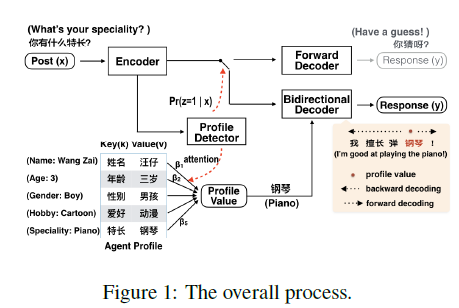 (What's your speciality? )
你有什么特长?
(Have a guess! )
你猜呀?
Post (x)
Encoder
Forward
Decoder
Response (y)
Pr(z=1 | x)
Bidirectional
Decoder
Response (y)
Profile
Detector
我 擅长 弹 钢琴 !
(I'm good at playing the piano!)
* profile value
backward decoding
forward decoding
Key(k) Value(v)
attention
(Name: Wang Zai) 姓名 汪仔 β1
(Age: 3) 年龄 三岁 β2
(Gender: Boy) 性别 男孩
(Hobby: Cartoon) 爱好 动漫
(Speciality: Piano) 特长 钢琴 β5
Profile
Value
钢琴
(Piano)
Agent Profile
Figure 1: The overall process.